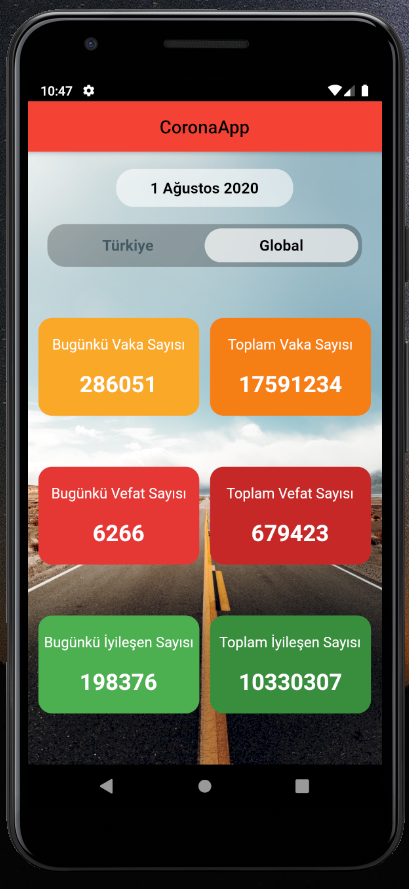 10:47
CoronaApp
1 Ağustos 2020
Türkiye Global
Bugünkü Vaka Sayısı Toplam Vaka Sayısı
286051 17591234
Bugünkü Vefat Sayısı Toplam Vefat Sayısı
6266 679423
Bugünkü İyileşen Sayısı Toplam İyileşen Sayısı
198376 10330307